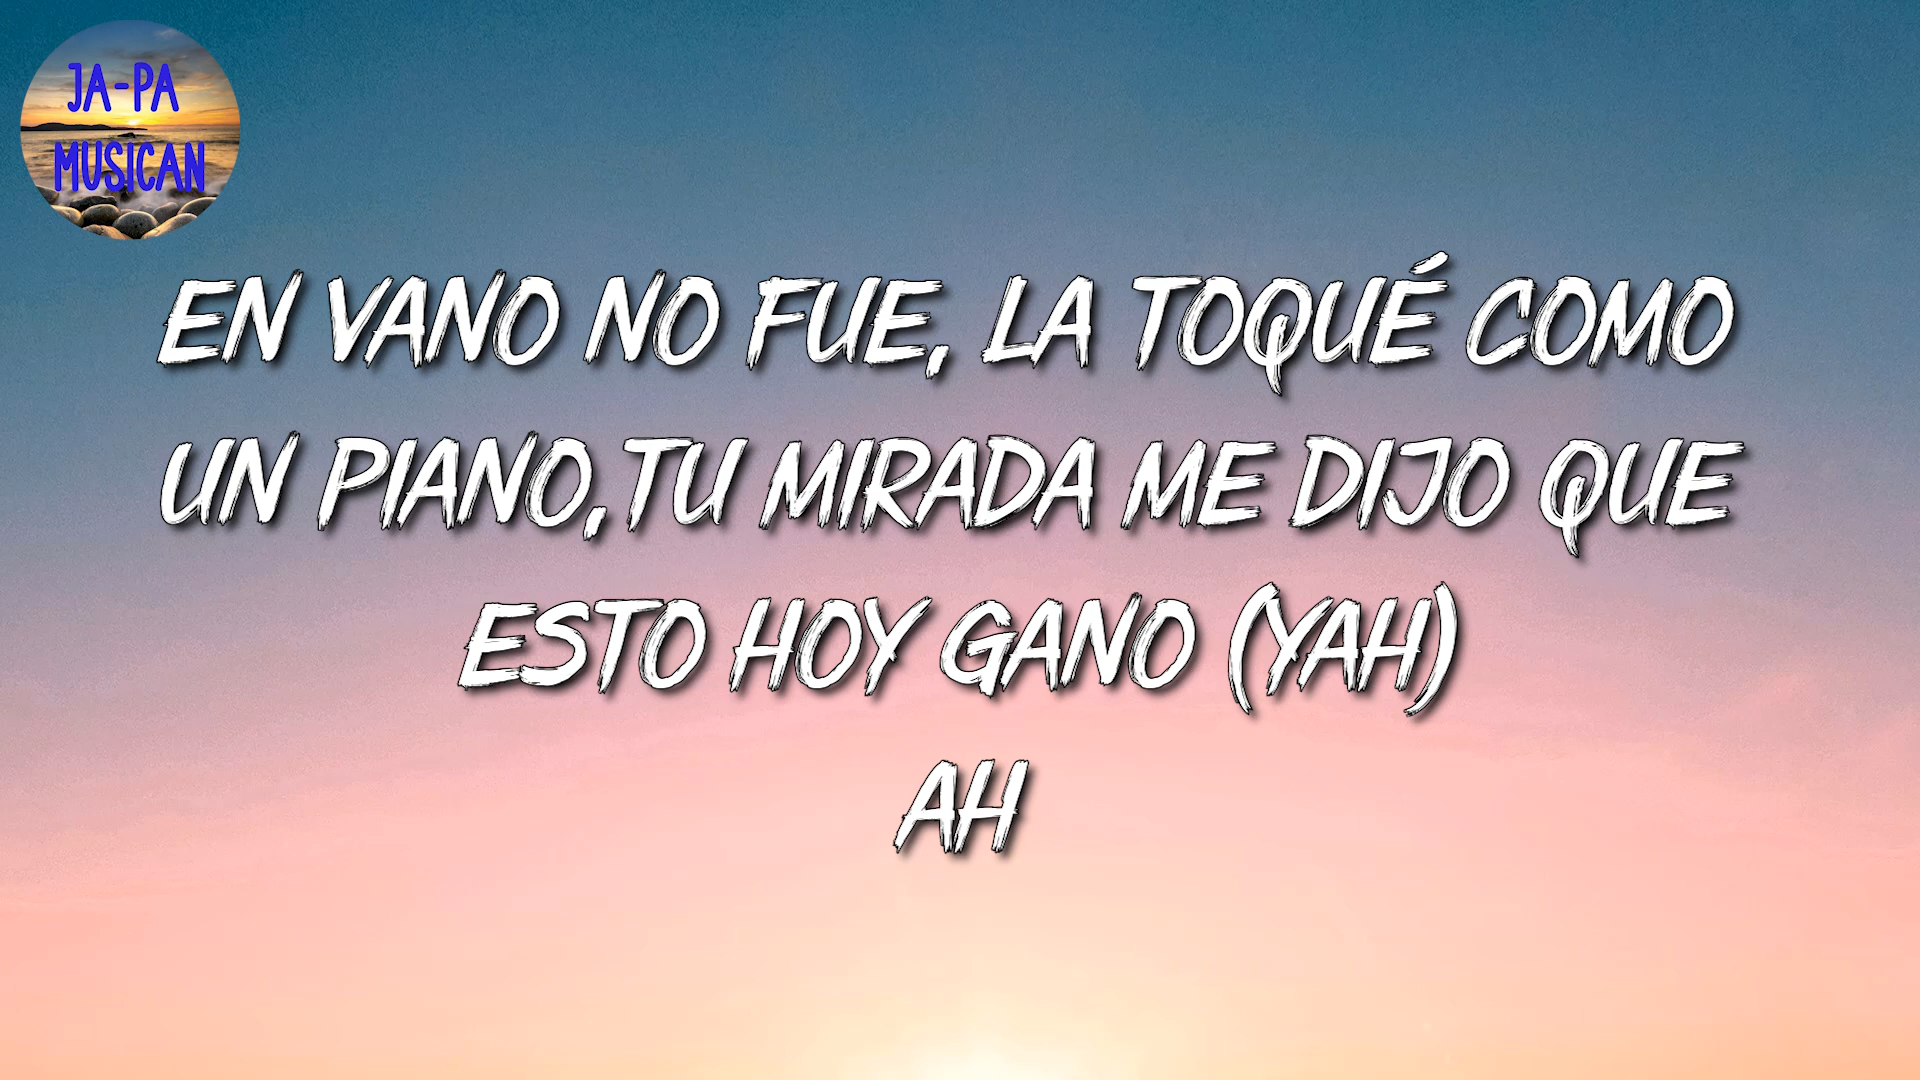 JA-PA
MUSICAN
EN VANO NO FUE, LA TOQUÉ COMO
UN PIANO,TU MIRADA ME DIJO QUE
ESTO HOY GANO (YAH)
AH